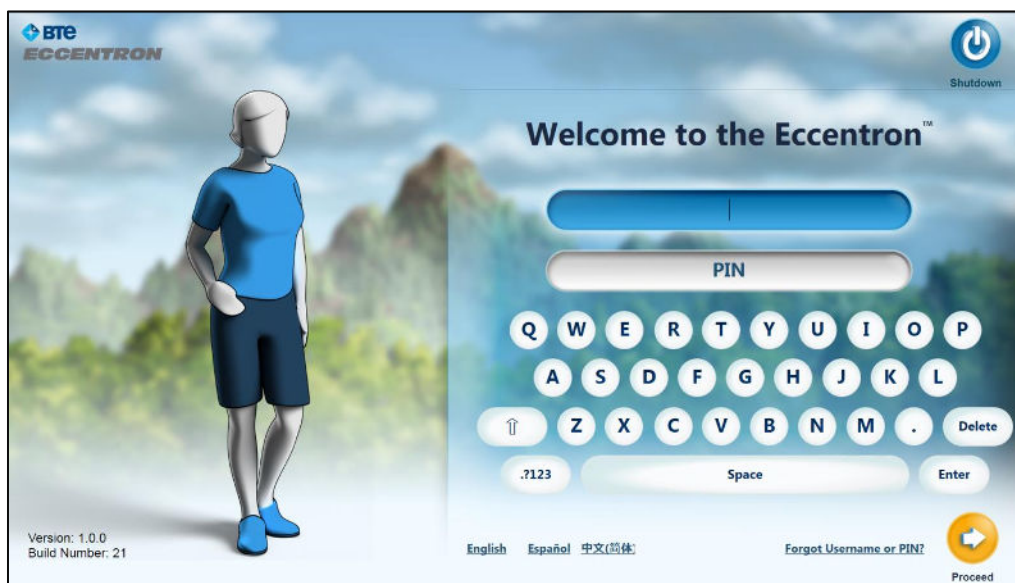 BTE
ECCENTRON
Shutdown
Welcome to the Eccentron™
PIN
Q W E R T Y U I O P
A S D F G H J K L
⇧ Z X C V B N M . Delete
.?123 Space Enter
Version: 1.0.0
Build Number: 21
English Español 中文(简体) Forgot Username or PIN?
Proceed